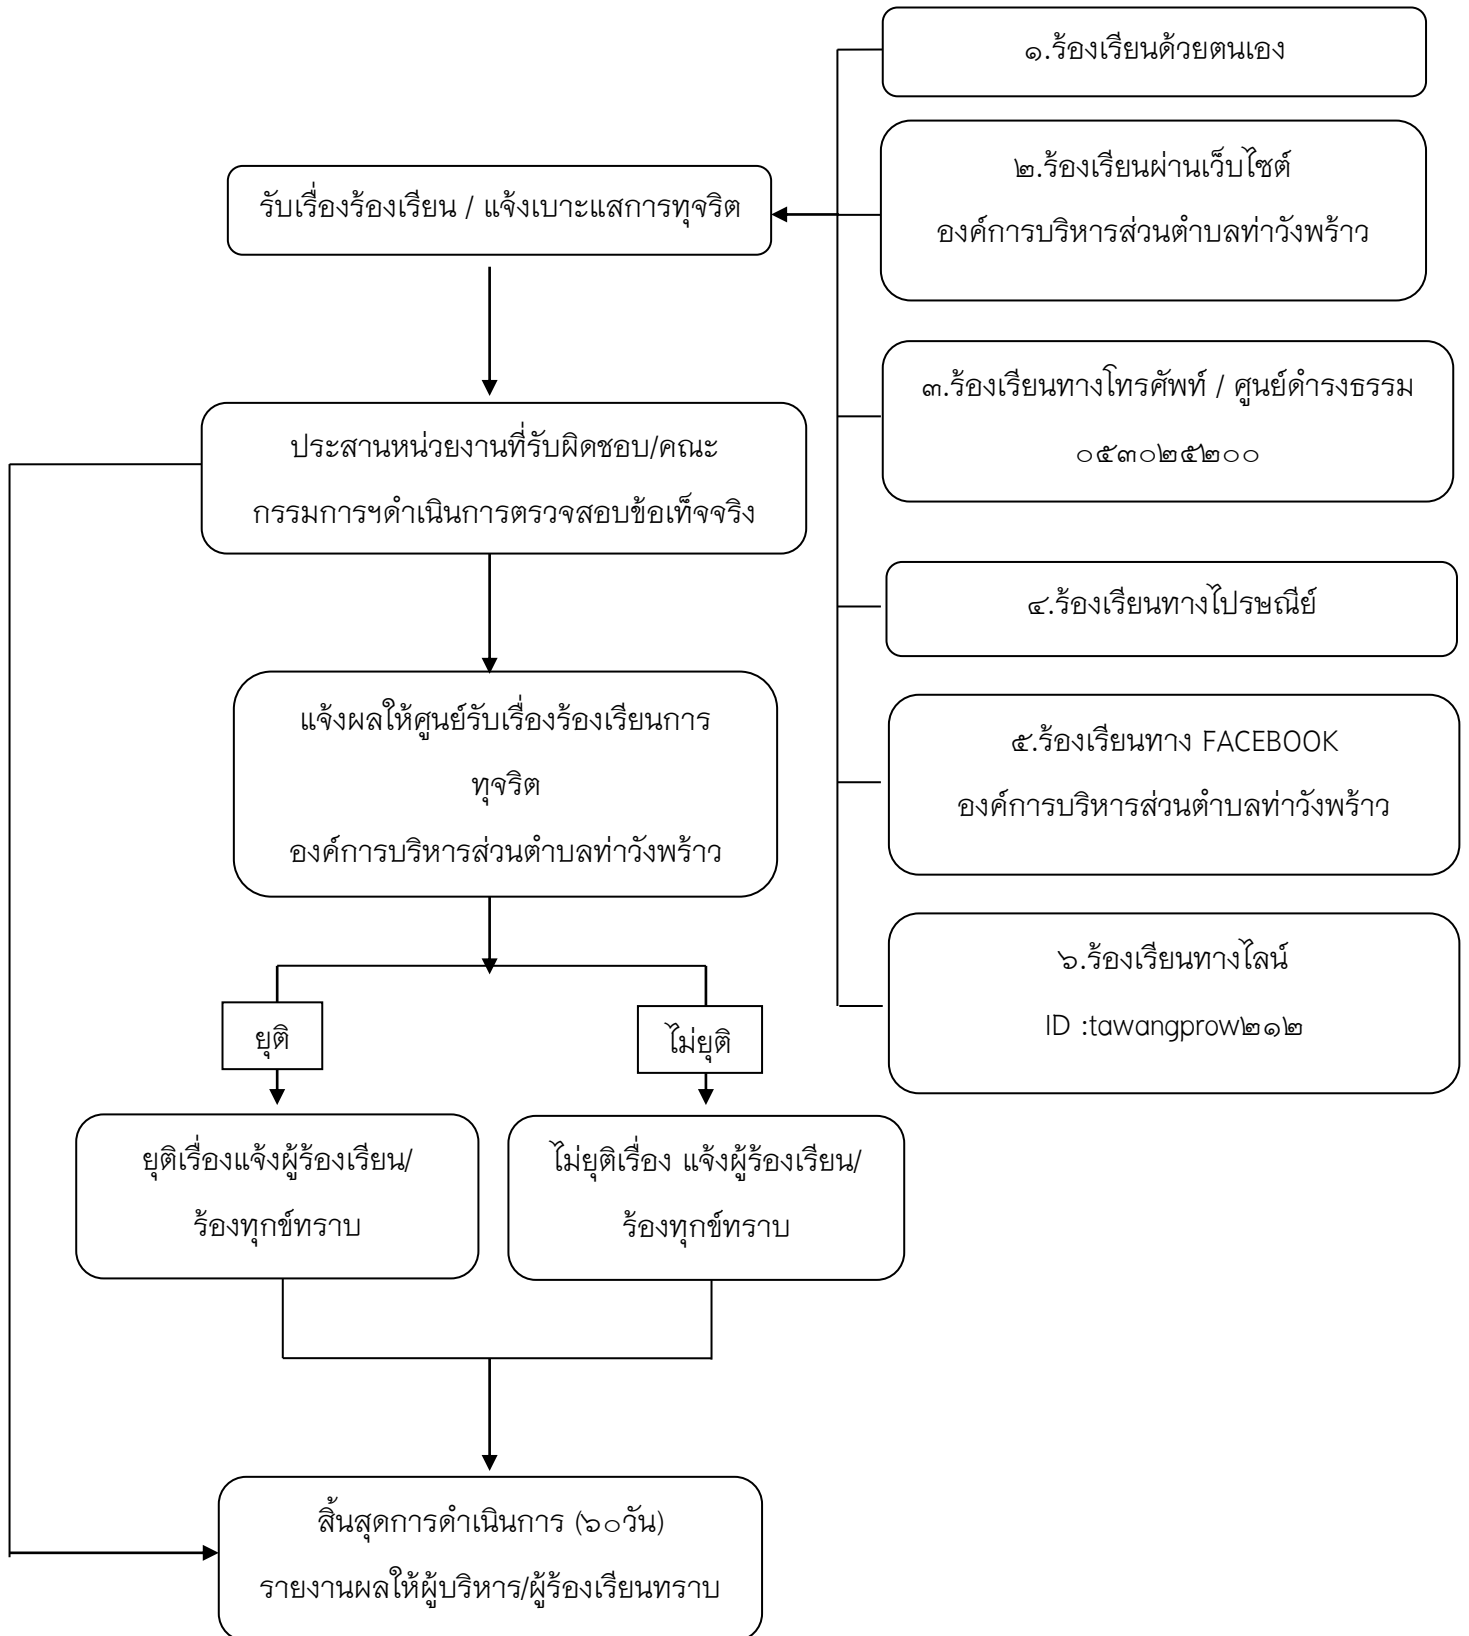 ๑.ร้องเรียนด้วยตนเอง
๒.ร้องเรียนผ่านเว็บไซต์
องค์การบริหารส่วนตำบลท่าวังพร้าว
รับเรื่องร้องเรียน / แจ้งเบาะแสการทุจริต
๓.ร้องเรียนทางโทรศัพท์ / ศูนย์ดำรงธรรม
๐๕๓๐๒๕๒๐๐
ประสานหน่วยงานที่รับผิดชอบ/คณะ
กรรมการฯดำเนินการตรวจสอบข้อเท็จจริง
๔.ร้องเรียนทางไปรษณีย์
แจ้งผลให้ศูนย์รับเรื่องร้องเรียนการ
ทุจริต
องค์การบริหารส่วนตำบลท่าวังพร้าว
๕.ร้องเรียนทาง FACEBOOK
องค์การบริหารส่วนตำบลท่าวังพร้าว
๖.ร้องเรียนทางไลน์
ID :tawangprow๒๑๒
ยุติ
ไม่ยุติ
ยุติเรื่องแจ้งผู้ร้องเรียน/
ร้องทุกข์ทราบ
ไม่ยุติเรื่อง แจ้งผู้ร้องเรียน/
ร้องทุกข์ทราบ
สิ้นสุดการดำเนินการ (๖๐วัน)
รายงานผลให้ผู้บริหาร/ผู้ร้องเรียนทราบ